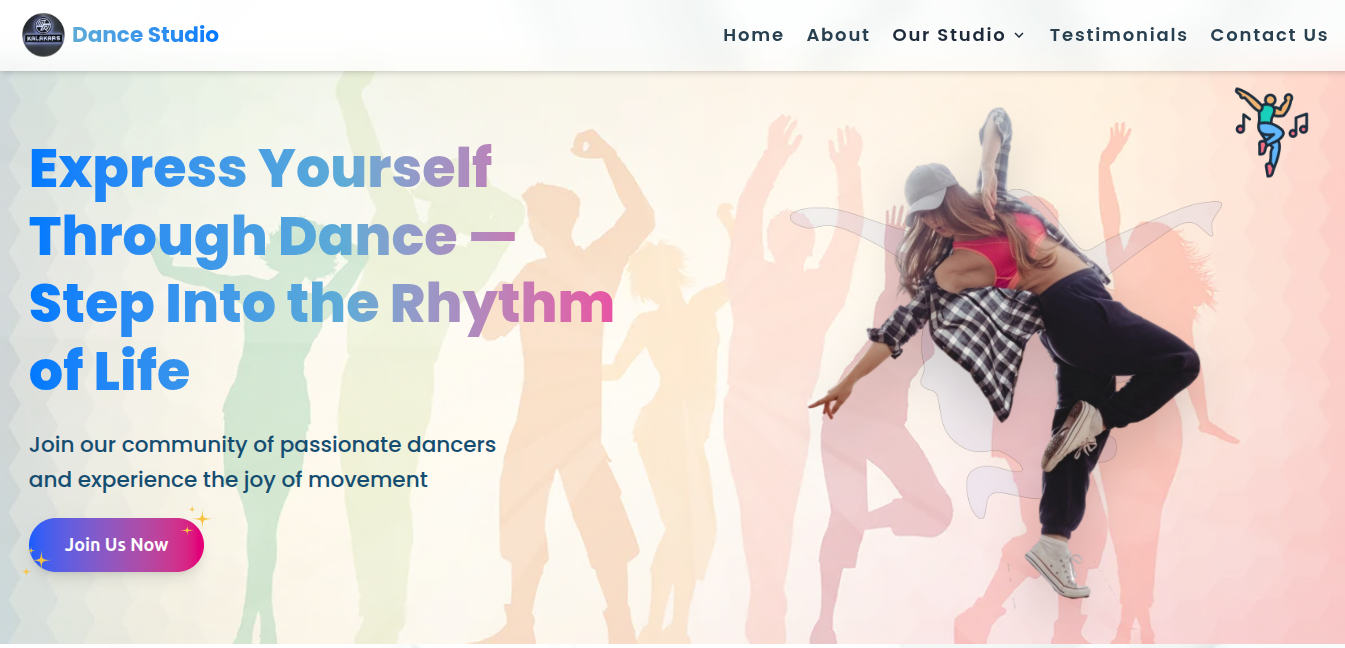 KALAKARS
Dance Studio
Home
About
Our Studio
Testimonials
Contact Us
Express Yourself
Through Dance —
Step Into the Rhythm
of Life
Join our community of passionate dancers
and experience the joy of movement
Join Us Now